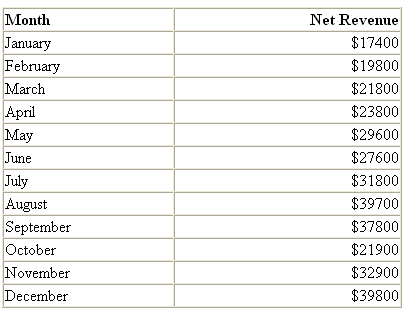 Month Net Revenue
January $17400
February $19800
March $21800
April $23800
May $29600
June $27600
July $31800
August $39700
September $37800
October $21900
November $32900
December $39800